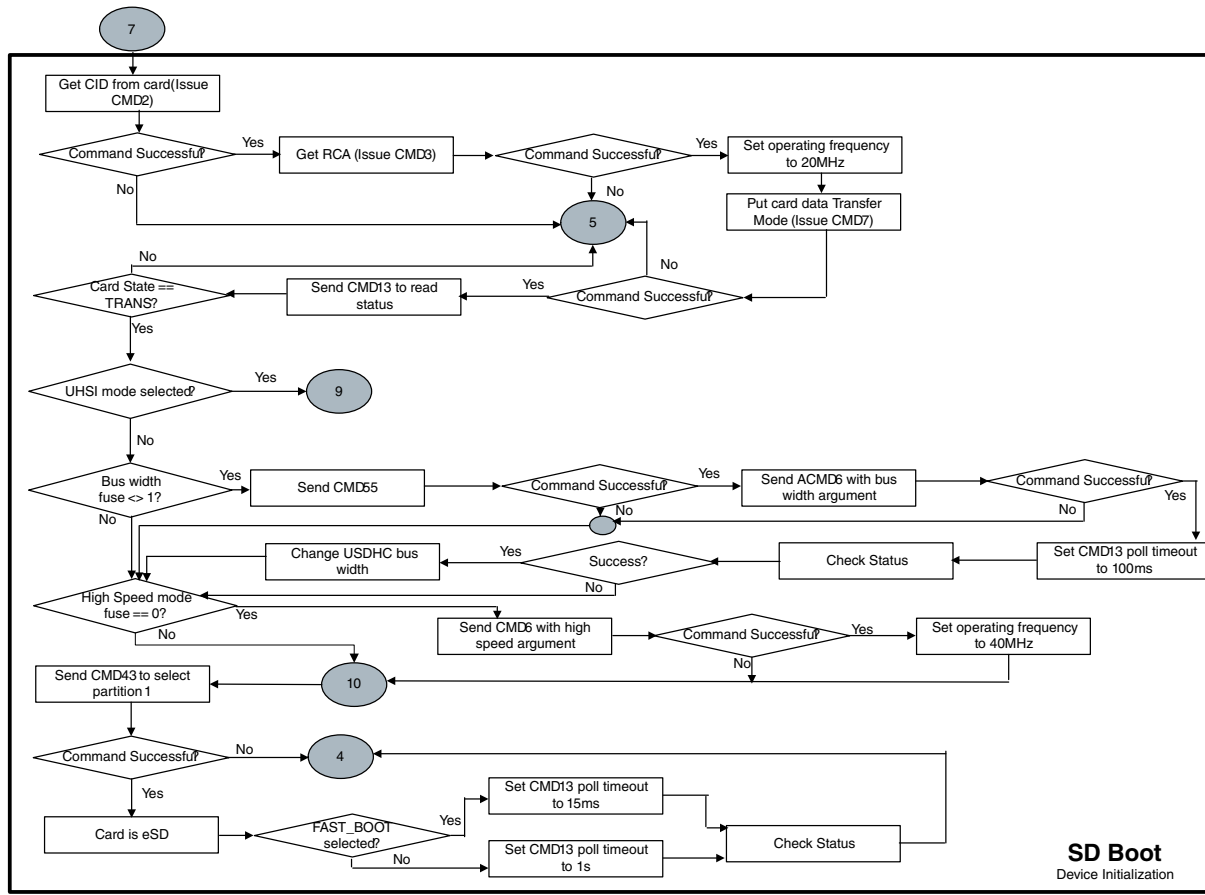 7
Get CID from card(Issue
CMD2)
Command Successful?
Yes
Get RCA (Issue CMD3)
Command Successful?
Yes
Set operating frequency
to 20MHz
No
No
Put card data Transfer
Mode (Issue CMD7)
5
No
No
Card State ==
TRANS?
Send CMD13 to read
status
Yes
Command Successful?
Yes
UHSI mode selected?
Yes
9
No
Bus width
fuse <> 1?
Yes
Send CMD55
Command Successful?
Yes
Send ACMD6 with bus
width argument
Command Successful?
Yes
No
No
No
Change USDHC bus
width
Yes
Success?
Check Status
Set CMD13 poll timeout
to 100ms
No
High Speed mode
fuse == 0?
Yes
Send CMD6 with high
speed argument
Command Successful?
Yes
Set operating frequency
to 40MHz
No
No
Send CMD43 to select
partition 1
10
Command Successful?
No
4
Yes
Card is eSD
FAST_BOOT
selected?
Yes
Set CMD13 poll timeout
to 15ms
No
Set CMD13 poll timeout
to 1s
Check Status
SD Boot
Device Initialization